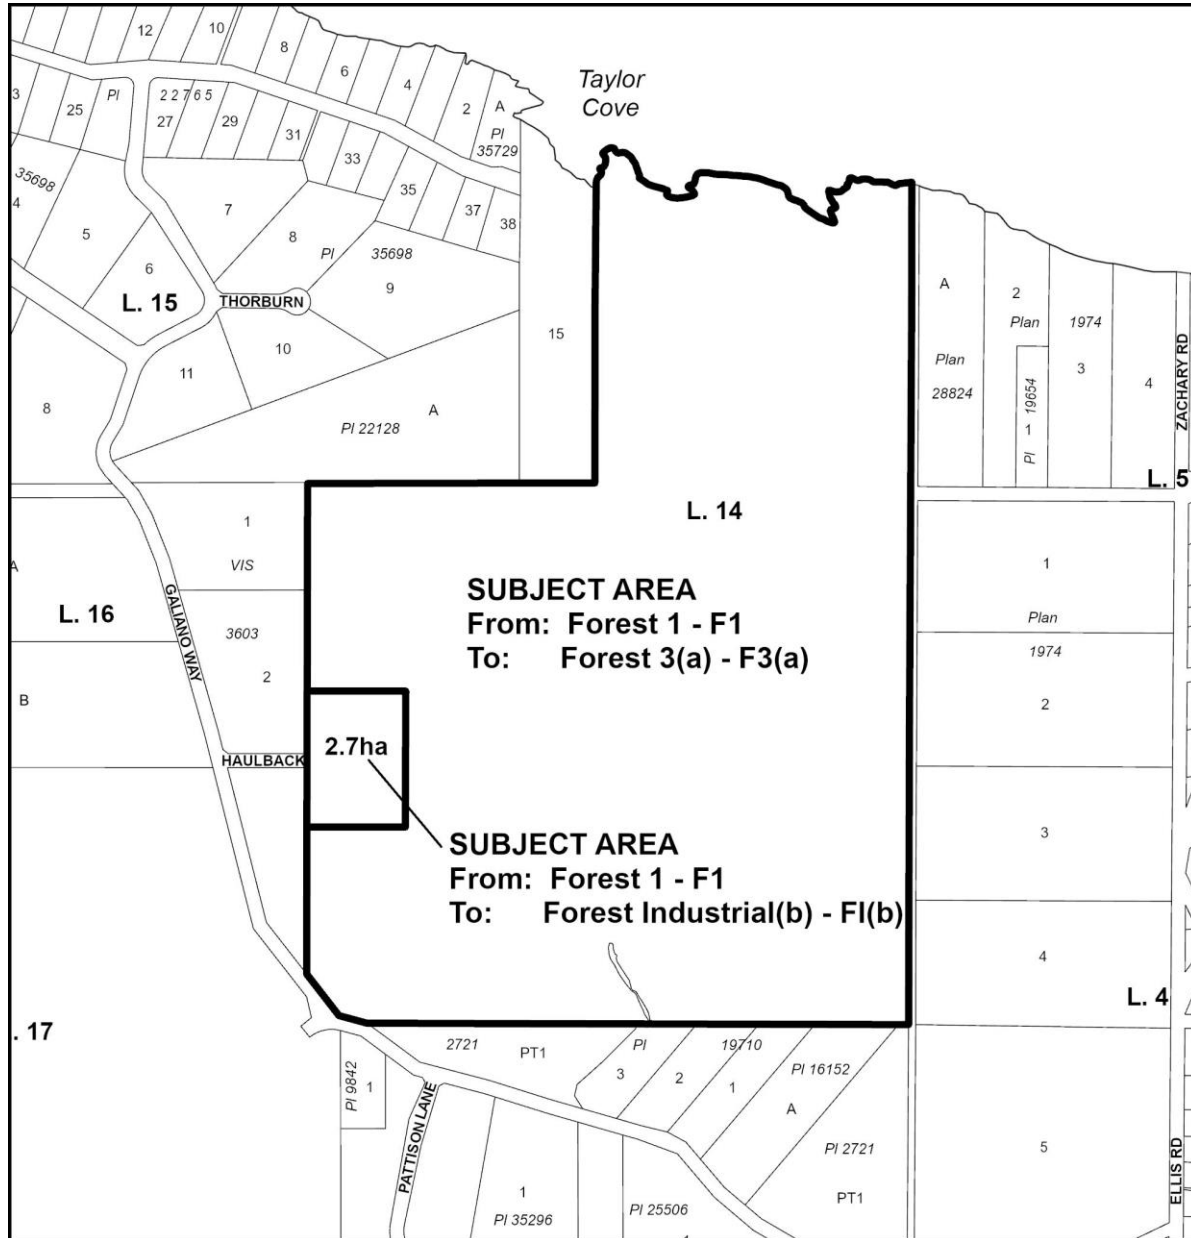 12
10
8
6
4
2
A
Pl
35729
Taylor
Cove
3
25
Pl
2 2 7 6 5
27
29
31
33
35
37
38
35698
4
5
6
7
8
Pl
35698
9
L. 15
THORBURN
10
11
8
A
Pl 22128
15
A
Plan
28824
2
Plan
1974
3
4
Pl 1 19654
ZACHARY RD
L. 5
L. 14
1
VIS
A
L. 16
GALIANO WAY
3603
2
B
HAULBACK
SUBJECT AREA
From: Forest 1 - F1
To: Forest 3(a) - F3(a)
2.7ha
SUBJECT AREA
From: Forest 1 - F1
To: Forest Industrial(b) - FI(b)
1
Plan
1974
2
3
4
L. 4
. 17
2721
PT1
Pl
19710
3
2
1
Pl 16152
A
Pl 2721
PT1
Pl 9842
1
PATTISON LANE
1
Pl 35296
Pl 25506
5
ELLIS RD